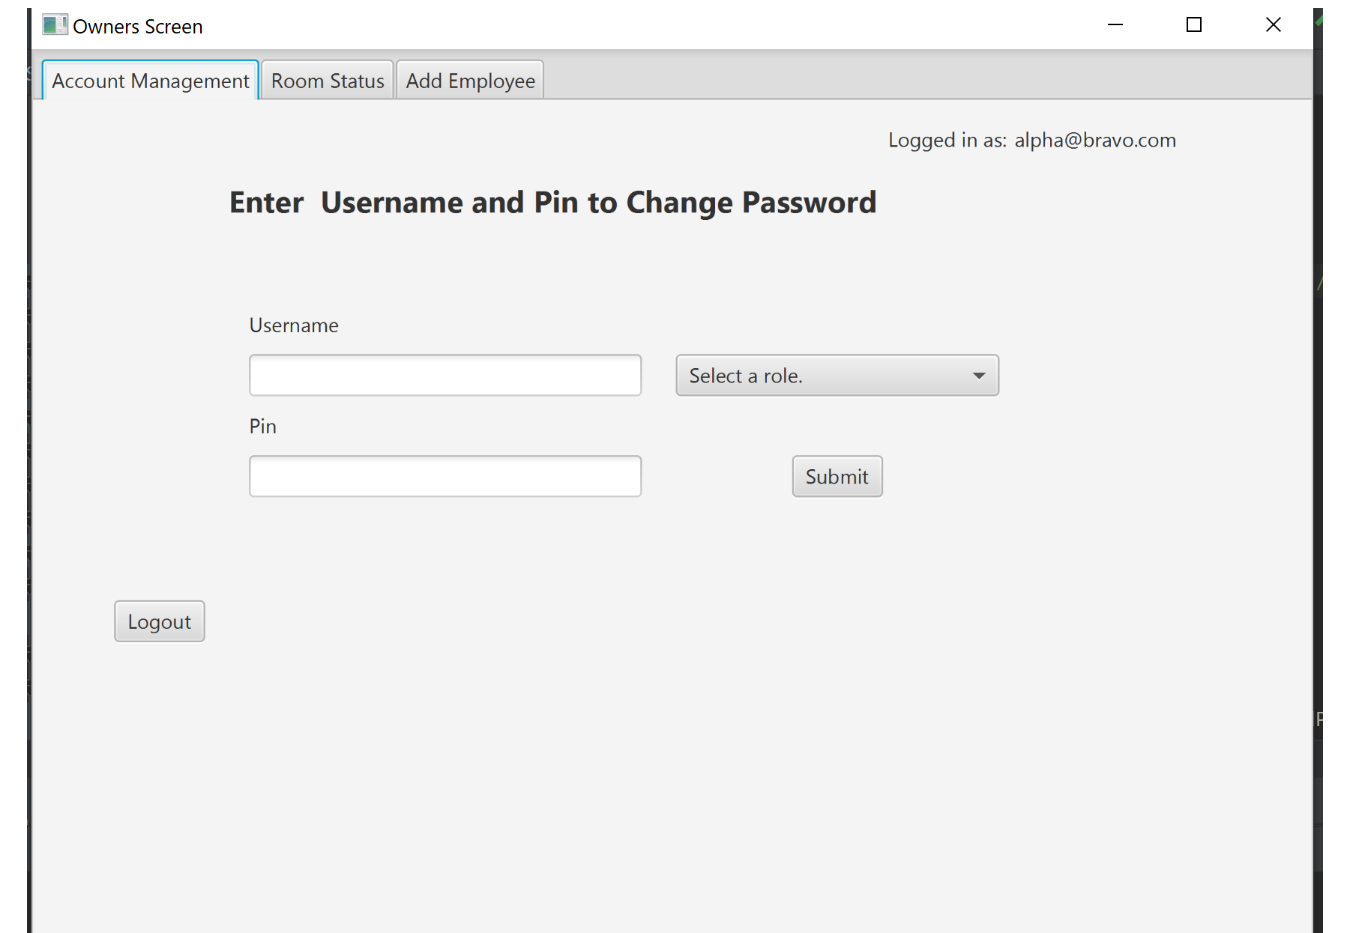 Owners Screen
Account Management Room Status Add Employee
Logged in as: alpha@bravo.com
Enter  Username and Pin to Change Password
Username
Select a role.
Pin
Submit
Logout